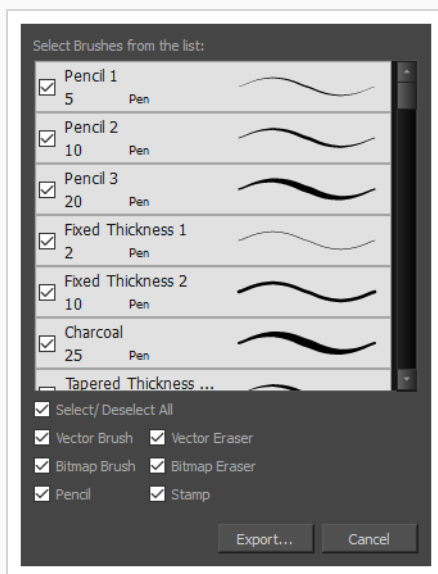 Select Brushes from the list:
Pencil 1
5 Pen
Pencil 2
10 Pen
Pencil 3
20 Pen
Fixed Thickness 1
2 Pen
Fixed Thickness 2
10 Pen
Charcoal
25 Pen
Tapered Thickness ...
Select/Deselect All
Vector Brush Vector Eraser
Bitmap Brush Bitmap Eraser
Pencil Stamp
Export... Cancel